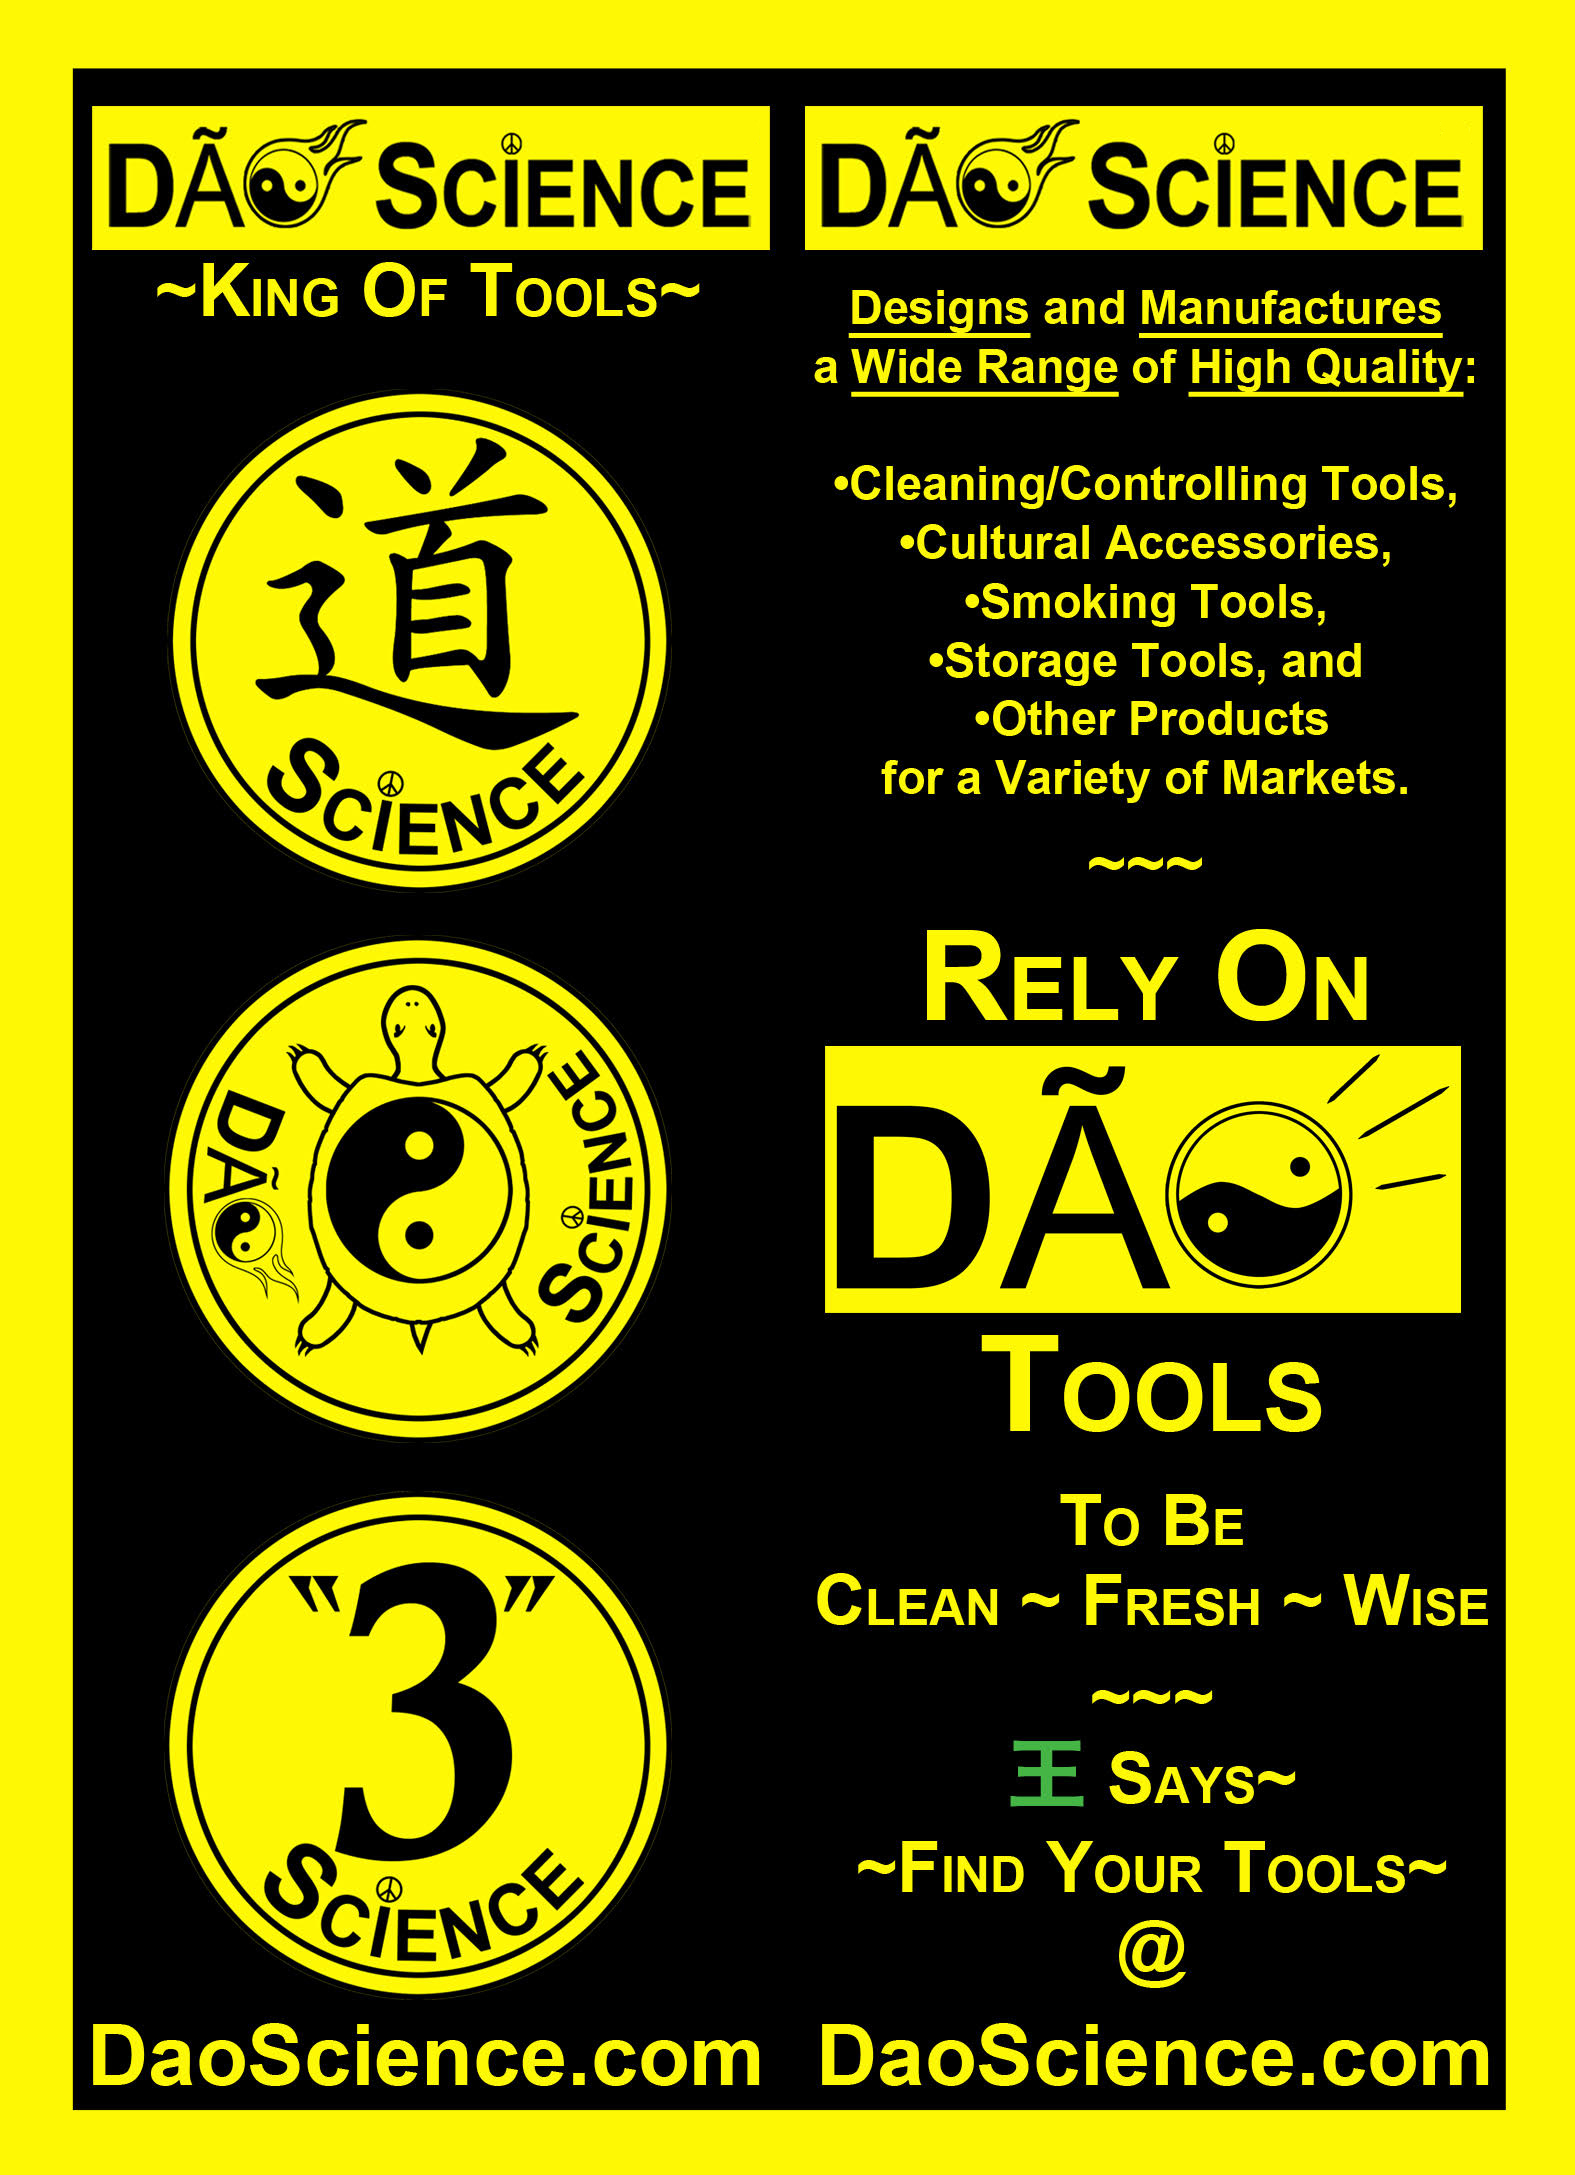 DÃO SCIENCE
~KING OF TOOLS~
道
SCIENCE
DÃO
SCIENCE
"3"
SCIENCE
DaoScience.com
DÃO SCIENCE
Designs and Manufactures
a Wide Range of High Quality:
•Cleaning/Controlling Tools,
•Cultural Accessories,
•Smoking Tools,
•Storage Tools, and
•Other Products
for a Variety of Markets.
~~~
RELY ON
DÃO
TOOLS
TO BE
CLEAN ~ FRESH ~ WISE
~~~
王 SAYS~
~FIND YOUR TOOLS~
@
DaoScience.com